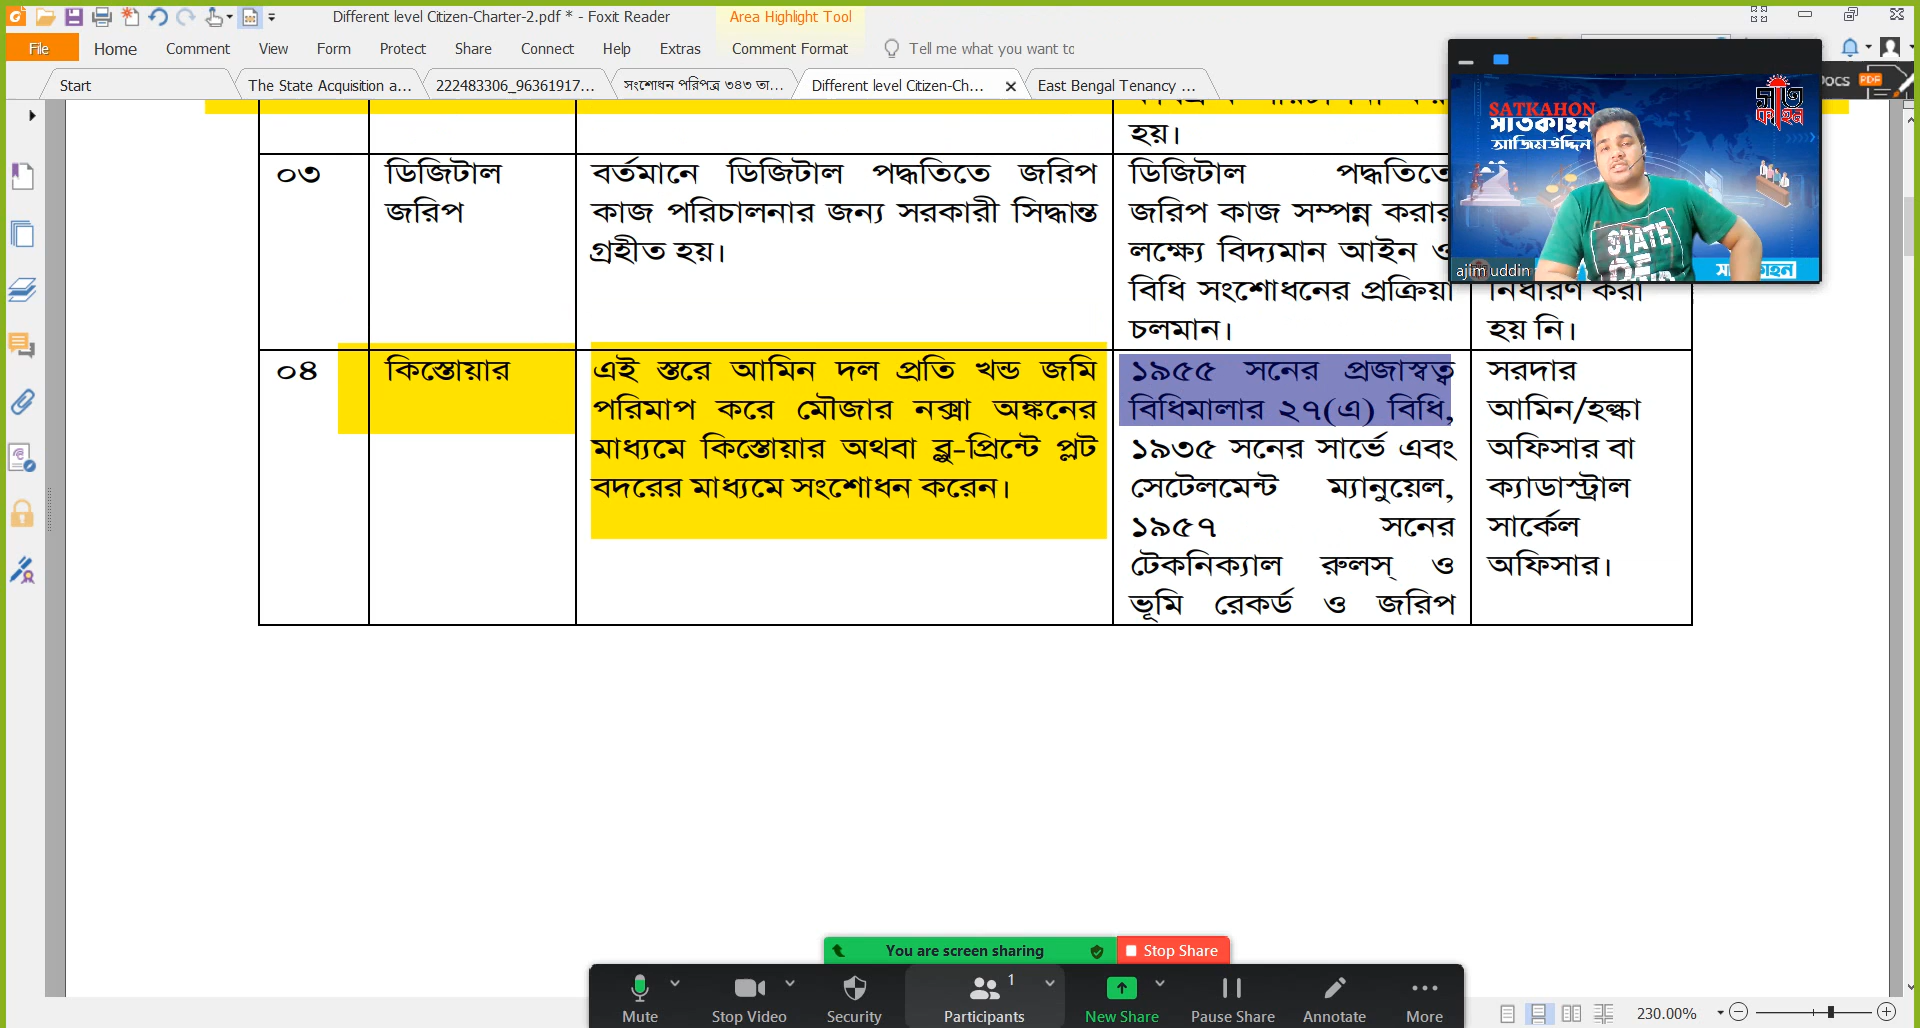 Different level Citizen-Charter-2.pdf * - Foxit Reader
Area Highlight Tool
File Home Comment View Form Protect Share Connect Help Extras Comment Format Tell me what you want to
Start
The State Acquisition a...
222483306_96361917...
সংশোধন পরিপত্র ৩৪৩ তা...
Different level Citizen-Ch...
East Bengal Tenancy ...
Docs PDF
SATKAHON
সাতকাহন
আজিমউদ্দিন
সাত
কাহন
ajim uddin
হয়।
০৩
ডিজিটাল
জরিপ
বর্তমানে ডিজিটাল পদ্ধতিতে জরিপ
কাজ পরিচালনার জন্য সরকারী সিদ্ধান্ত
গ্রহীত হয়।
ডিজিটাল পদ্ধতিতে
জরিপ কাজ সম্পন্ন করার
লক্ষ্যে বিদ্যমান আইন ও
বিধি সংশোধনের প্রক্রিয়া
চলমান।
নির্ধারণ করা
হয় নি।
০৪
কিস্তোয়ার
এই স্তরে আমিন দল প্রতি খন্ড জমি
পরিমাপ করে মৌজার নক্সা অঙ্কনের
মাধ্যমে কিস্তোয়ার অথবা ব্লু-প্রিন্টে প্লট
বদরের মাধ্যমে সংশোধন করেন।
১৯৫৫ সনের প্রজাস্বত্ব
বিধিমালার ২৭(এ) বিধি,
১৯৩৫ সনের সার্ভে এবং
সেটেলমেন্ট ম্যানুয়েল,
১৯৫৭ সনের
টেকনিক্যাল রুলস্ ও
ভূমি রেকর্ড ও জরিপ
সরদার
আমিন/হল্কা
অফিসার বা
ক্যাডাস্ট্রাল
সার্কেল
অফিসার।
You are screen sharing
Stop Share
1
Mute
Stop Video
Security
Participants
New Share
Pause Share
Annotate
More
230.00%